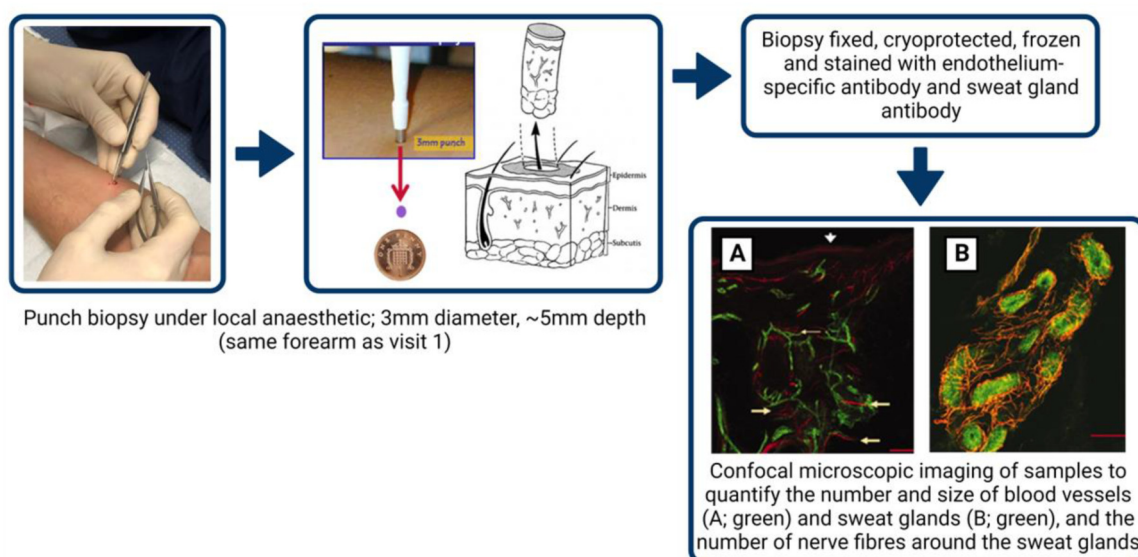 3mm punch
Epidermis
Dermis
Subcutis
Punch biopsy under local anaesthetic; 3mm diameter, ~5mm depth
(same forearm as visit 1)
Biopsy fixed, cryoprotected, frozen
and stained with endothelium-
specific antibody and sweat gland
antibody
A
B
Confocal microscopic imaging of samples to
quantify the number and size of blood vessels
(A; green) and sweat glands (B; green), and the
number of nerve fibres around the sweat glands